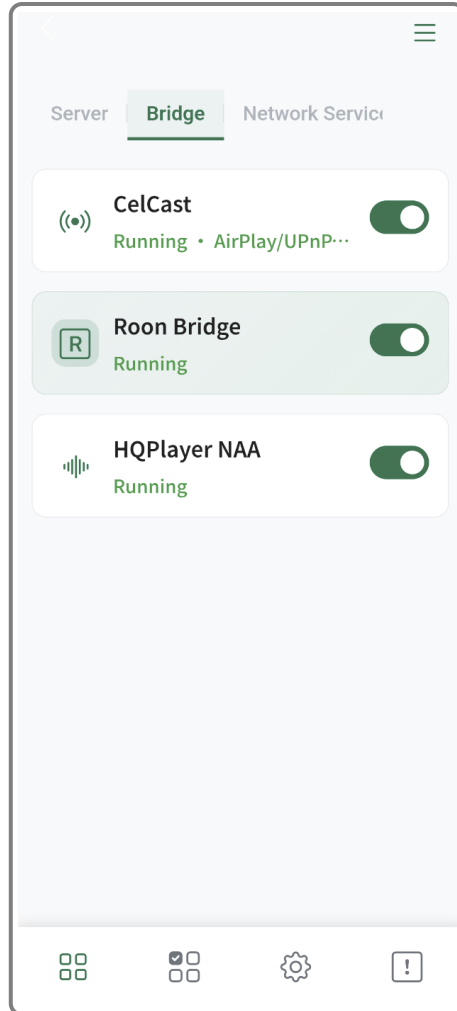 Server
Bridge
Network Servic
CelCast
Running • AirPlay/UPnP···
R
Roon Bridge
Running
HQPlayer NAA
Running
!